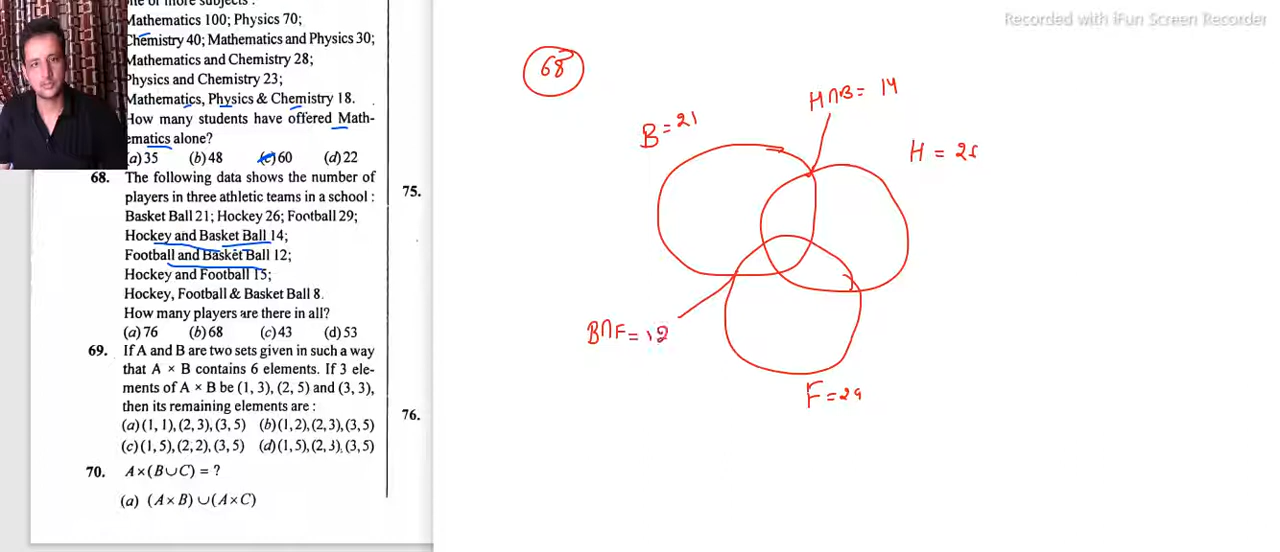 one or more subjects :
Mathematics 100; Physics 70;
Chemistry 40; Mathematics and Physics 30;
Mathematics and Chemistry 28;
Physics and Chemistry 23;
Mathematics, Physics & Chemistry 18.
How many students have offered Math-
ematics alone?
(a) 35 (b) 48 (c) 60 (d) 22
68. The following data shows the number of
players in three athletic teams in a school :
Basket Ball 21; Hockey 26; Football 29;
Hockey and Basket Ball 14;
Football and Basket Ball 12;
Hockey and Football 15;
Hockey, Football & Basket Ball 8.
How many players are there in all?
(a) 76 (b) 68 (c) 43 (d) 53
69. If A and B are two sets given in such a way
that A × B contains 6 elements. If 3 ele-
ments of A × B be (1, 3), (2, 5) and (3, 3),
then its remaining elements are :
(a) (1, 1), (2, 3), (3, 5) (b) (1, 2), (2, 3), (3, 5)
(c) (1, 5), (2, 2), (3, 5) (d) (1, 5), (2, 3), (3, 5)
70. A×(B∪C) = ?
(a) (A×B) ∪(A×C)
75.
76.
Recorded with iFun Screen Recorder
68
H∩B = 14
B = 21
H = 
B∩F = 12
F = 29